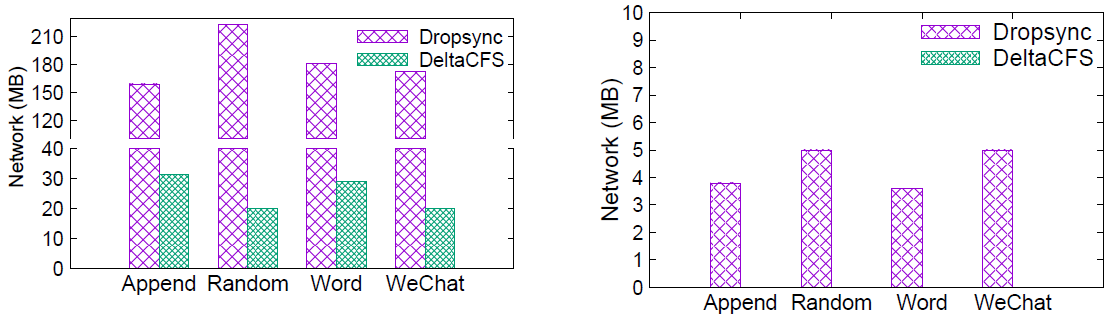 Network (MB)
210
180
150
120
40
30
20
10
0
Dropsync
DeltaCFS
Append Random Word WeChat
Network (MB)
10
9
8
7
6
5
4
3
2
1
0
Dropsync
DeltaCFS
Append Random Word WeChat